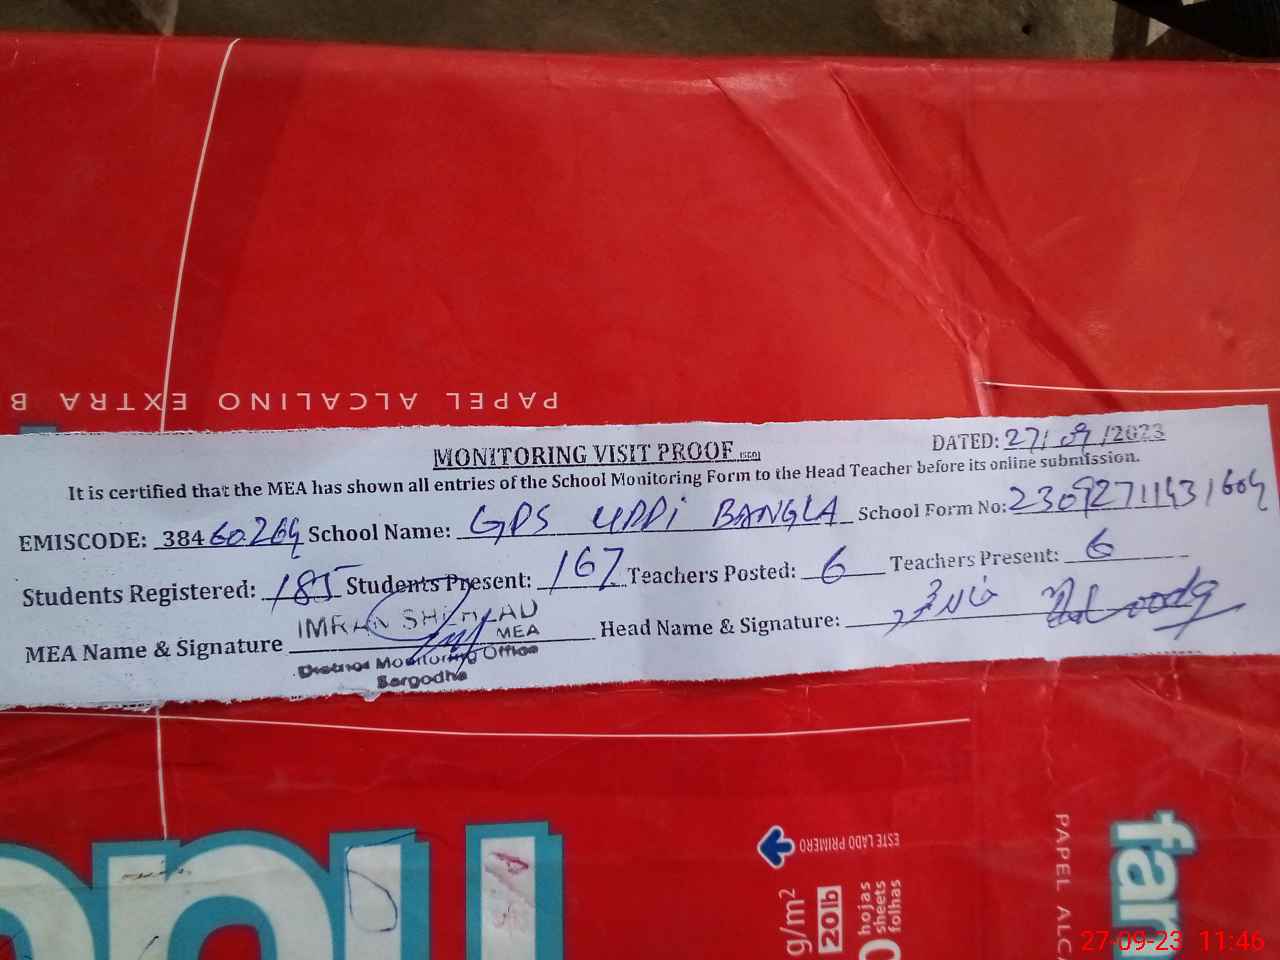 PAPEL ALCALINO EXTRA B
MONITORING VISIT PROOF (SED)
DATED: 27/09/2023
It is certified that the MEA has shown all entries of the School Monitoring Form to the Head Teacher before its online submission.
EMISCODE: 38460264 School Name: GPS UPPi BANGLA School Form No: 23092711431604
Students Registered: 185 Students Present: 167 Teachers Posted: 6 Teachers Present: 6
MEA Name & Signature IMRAN SHEHZAD Head Name & Signature:
MEA
District Monitoring Office
Sargodha
ESTE LADO PRIMERO
g/m²
20lb
hojas
sheets
folhas
PAPEL ALC
27-09-23 11:46